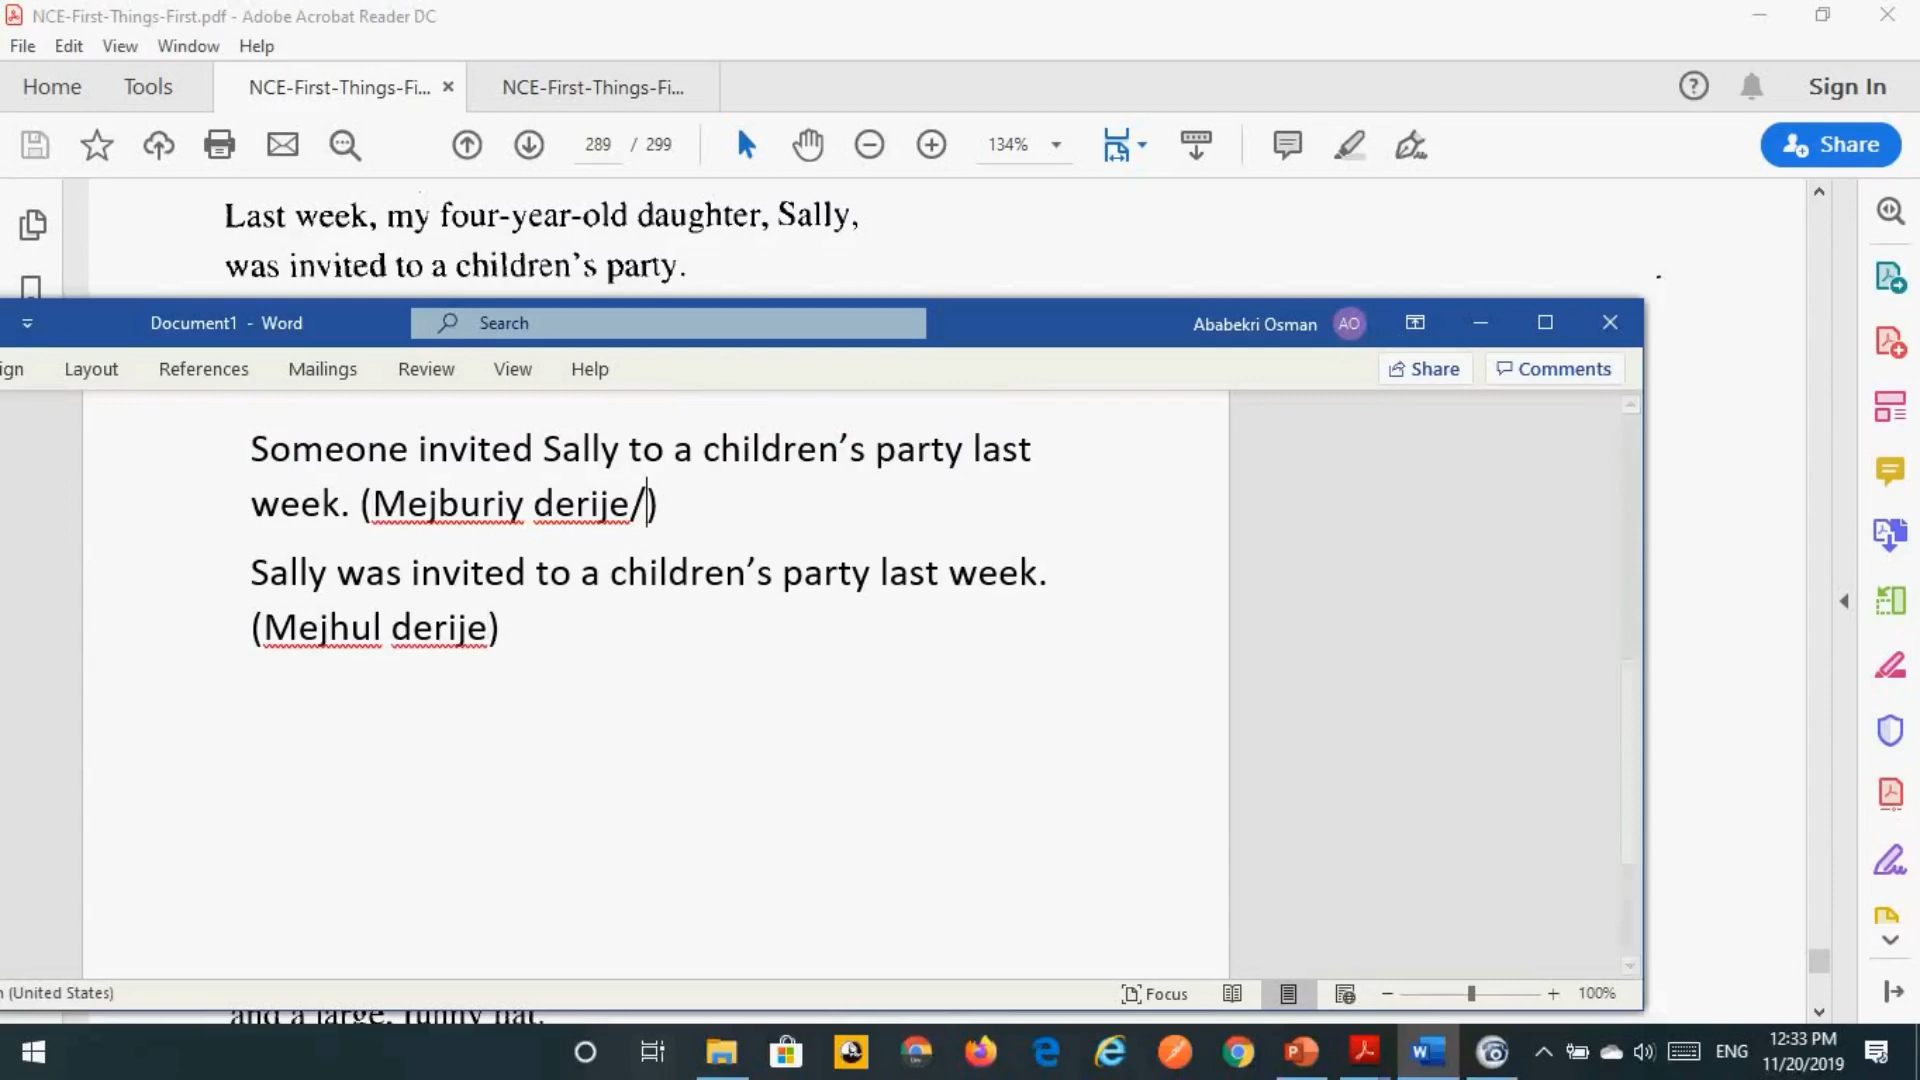 NCE-First-Things-First.pdf - Adobe Acrobat Reader DC
File Edit View Window Help
Home Tools NCE-First-Things-Fi... NCE-First-Things-Fi... Sign In
289 / 299 134% Share
Last week, my four-year-old daughter, Sally,
was invited to a children's party.
Document1 - Word Search Ababekri Osman AO
ign Layout References Mailings Review View Help Share Comments
Someone invited Sally to a children’s party last
week. (Mejburiy derije/)
Sally was invited to a children’s party last week.
(Mejhul derije)
(United States) Focus 100%
and a large, funny hat.
ENG 12:33 PM
11/20/2019